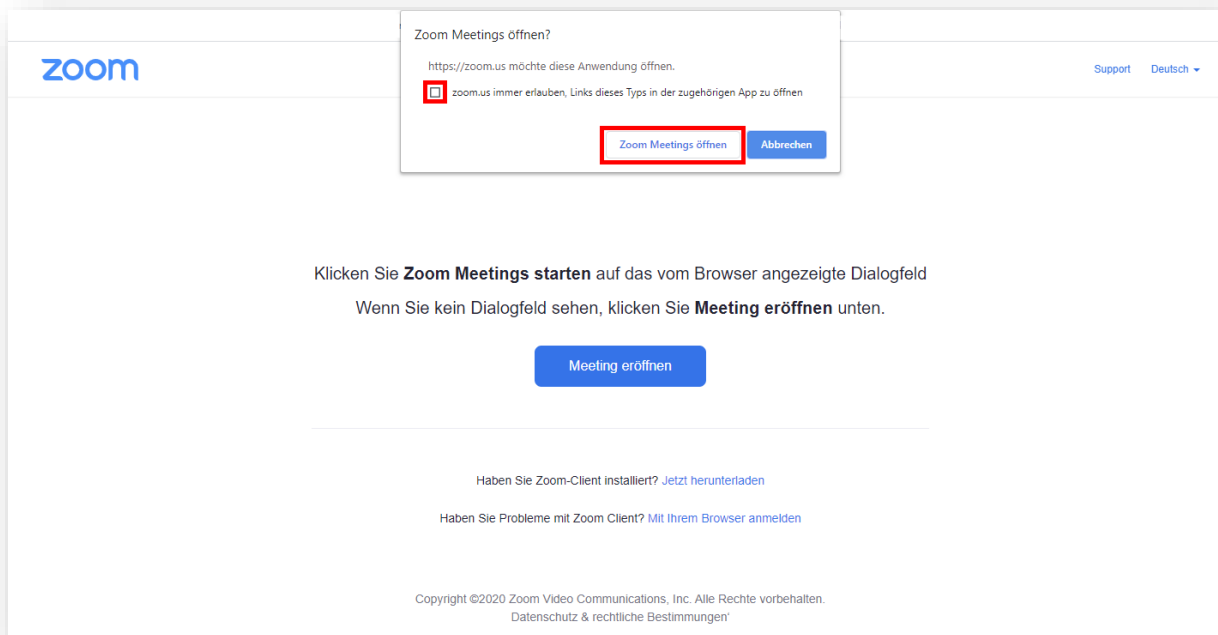 Zoom Meetings öffnen?
https://zoom.us möchte diese Anwendung öffnen.
zoom.us immer erlauben, Links dieses Typs in der zugehörigen App zu öffnen
Zoom Meetings öffnen Abbrechen
zoom Support Deutsch
Klicken Sie Zoom Meetings starten auf das vom Browser angezeigte Dialogfeld
Wenn Sie kein Dialogfeld sehen, klicken Sie Meeting eröffnen unten.
Meeting eröffnen
Haben Sie Zoom-Client installiert? Jetzt herunterladen
Haben Sie Probleme mit Zoom Client? Mit Ihrem Browser anmelden
Copyright ©2020 Zoom Video Communications, Inc. Alle Rechte vorbehalten.
Datenschutz & rechtliche Bestimmungen'